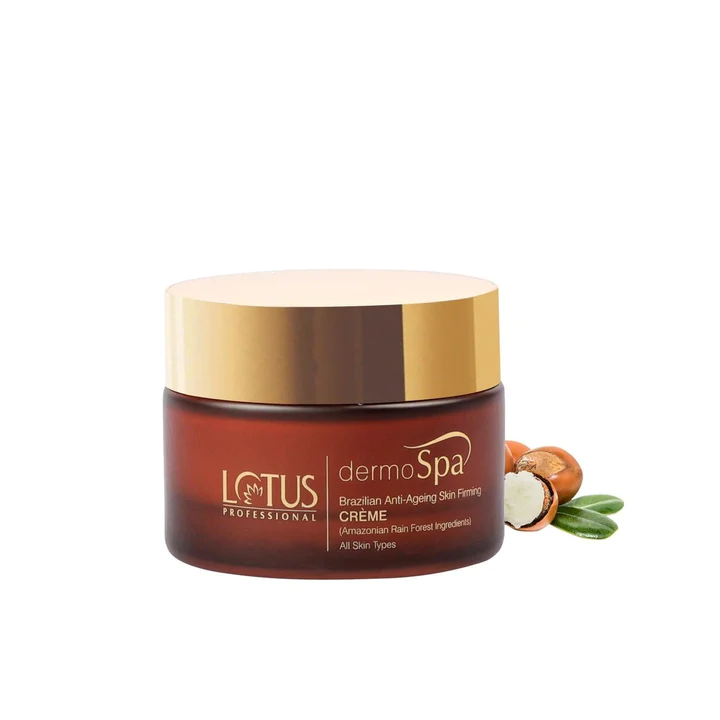 LOTUS
PROFESSIONAL
dermoSpa
Brazilian Anti-Ageing Skin Firming
CRÈME
(Amazonian Rain Forest Ingredients)
All Skin Types